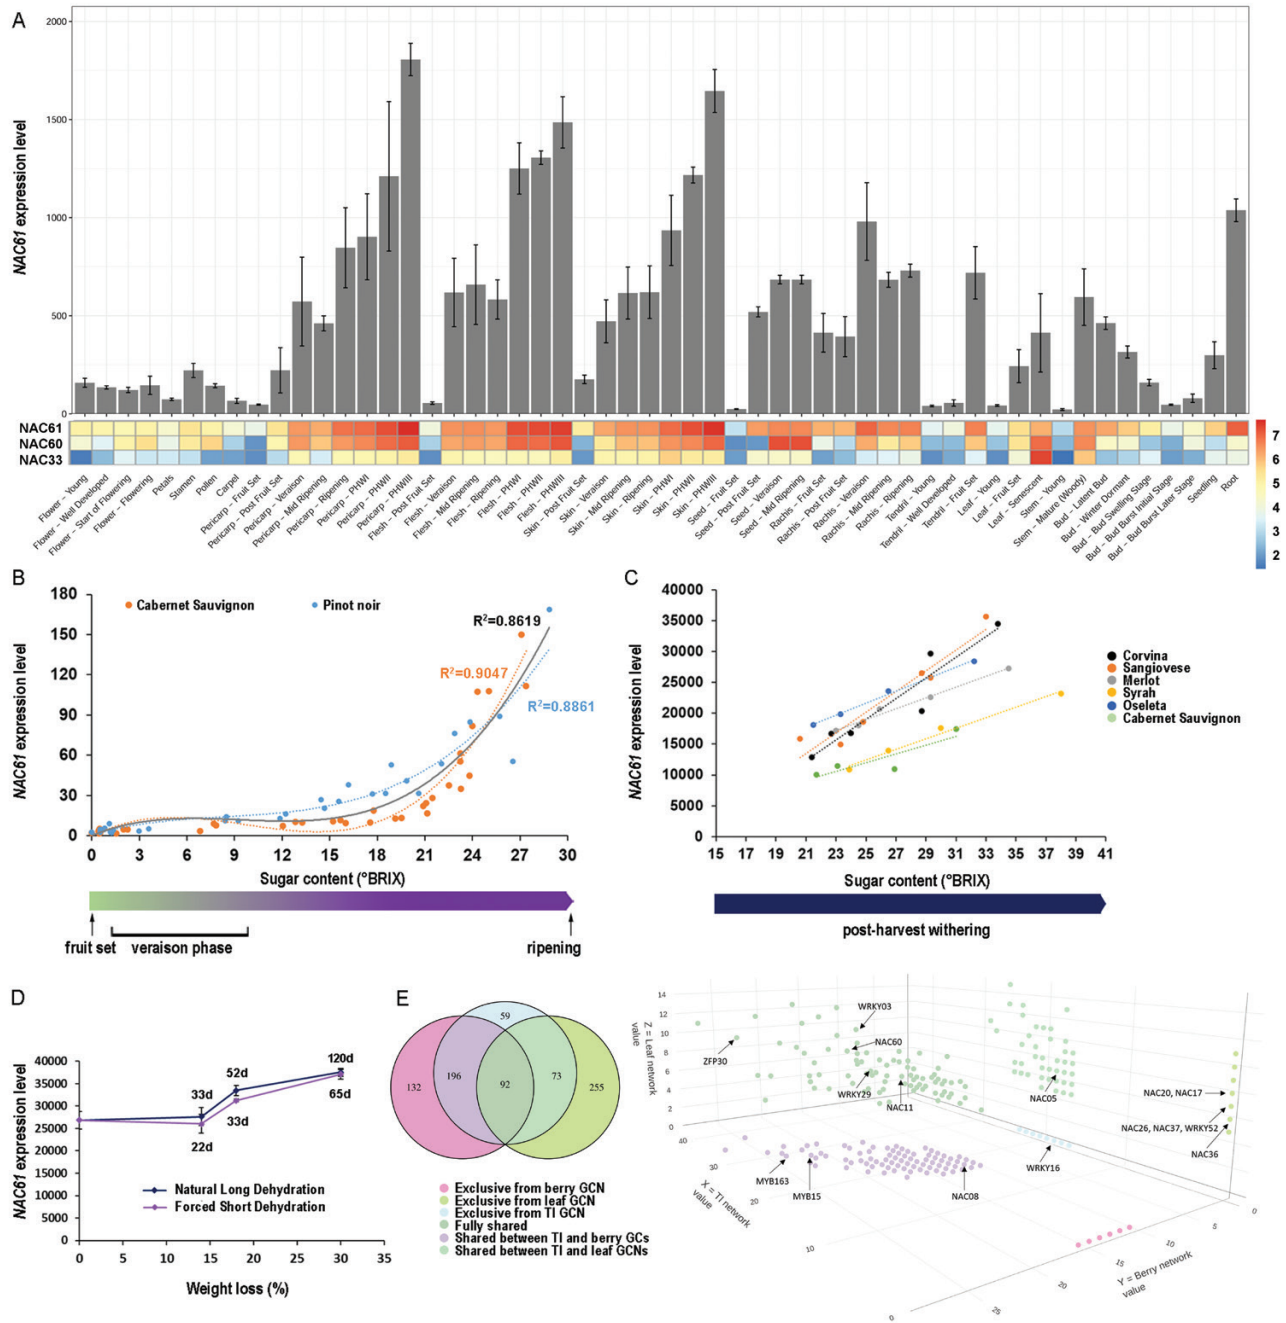 A
NAC61 expression level
2000
1500
1000
500
0
NAC61
NAC60
NAC33
7
6
5
4
3
2
Flower – Young
Flower – Well Developed
Flower – Start of Flowering
Flower – Flowering
Petals
Stemen
Pollen
Carpel
Pericarp – Fruit Set
Pericarp – Post Fruit Set
Pericarp – Veraison
Pericarp – Mid Ripening
Pericarp – Ripening
Pericarp – PHWI
Pericarp – PHWII
Pericarp – PHWIII
Flesh – Post Fruit Set
Flesh – Veraison
Flesh – Mid Ripening
Flesh – Ripening
Flesh – PHWI
Flesh – PHWII
Flesh – PHWIII
Skin – Post Fruit Set
Skin – Veraison
Skin – Mid Ripening
Skin – Ripening
Skin – PHWI
Skin – PHWII
Skin – PHWIII
Seed – Fruit Set
Seed – Post Fruit Set
Seed – Veraison
Seed – Mid Ripening
Rachis – Fruit Set
Rachis – Post Fruit Set
Rachis – Veraison
Rachis – Mid Ripening
Rachis – Ripening
Tendril – Young
Tendril – Well Developed
Tendril – Fruit Set
Leaf – Young
Leaf – Fruit Set
Leaf – Senescent
Stem – Young
Stem – Mature (Woody)
Bud – Latent Bud
Bud – Winter Dormant
Bud – Bud Swelling Stage
Bud – Bud Burst Initial Stage
Bud – Bud Burst Later Stage
Seedling
Root
B
NAC61 expression level
180
150
120
90
60
30
0
Cabernet Sauvignon
Pinot noir
R²=0.8619
R²=0.9047
R²=0.8861
0 3 6 9 12 15 18 21 24 27 30
Sugar content (°BRIX)
fruit set
veraison phase
ripening
C
NAC61 expression level
40000
35000
30000
25000
20000
15000
10000
5000
0
Corvina
Sangiovese
Merlot
Syrah
Oseleta
Cabernet Sauvignon
15 17 19 21 23 25 27 29 31 33 35 37 39 41
Sugar content (°BRIX)
post-harvest withering
D
NAC61 expression level
40000
35000
30000
25000
20000
15000
10000
5000
0
33d
52d
120d
22d
33d
65d
Natural Long Dehydration
Forced Short Dehydration
0 5 10 15 20 25 30 35
Weight loss (%)
E
59
132
196
92
73
255
Exclusive from berry GCN
Exclusive from leaf GCN
Exclusive from TI GCN
Fully shared
Shared between TI and berry GCs
Shared between TI and leaf GCNs
Z = Leaf network
value
14
12
10
8
6
4
2
0
WRKY03
NAC60
ZFP30
WRKY29
NAC11
NAC05
NAC20, NAC17
NAC26, NAC37, WRKY52
NAC36
WRKY16
MYB163
MYB15
NAC08
40
30
20
10
0
X = TI network
value
0
5
10
15
20
25
Y = Berry network
value